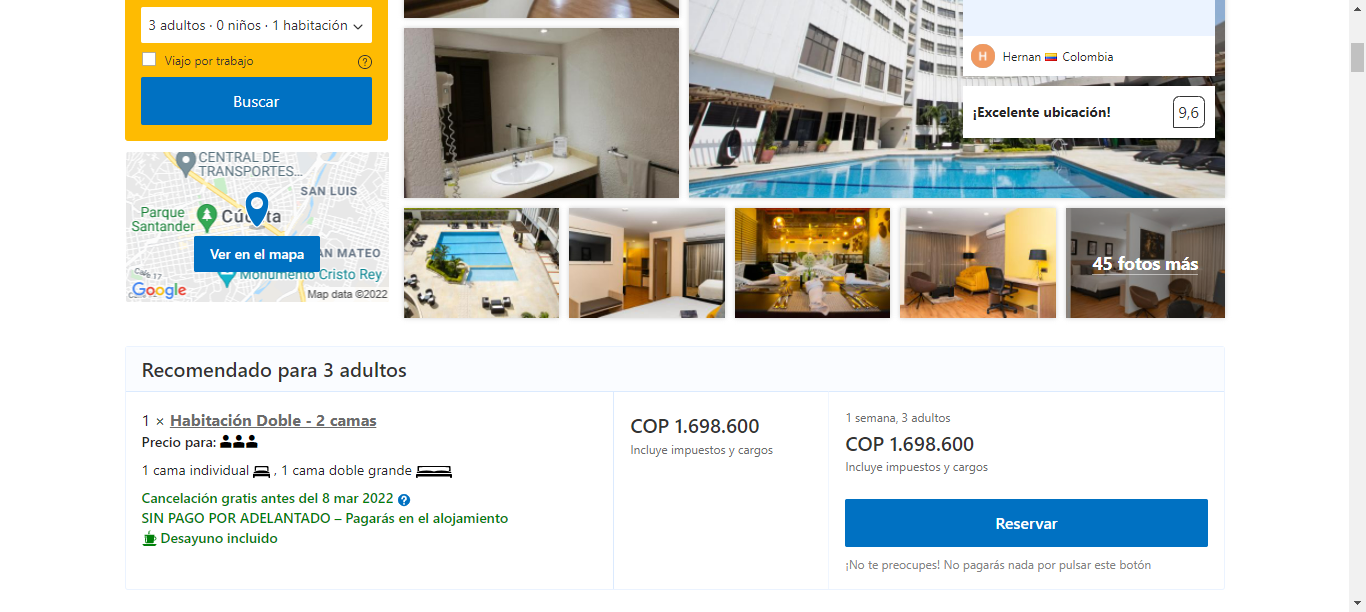 3 adultos · 0 niños · 1 habitación
Viajo por trabajo
Buscar
CENTRAL DE
TRANSPORTES...
SAN LUIS
Parque
Santander
Cúcuta
Ver en el mapa
AN MATEO
Monumento Cristo Rey
Calle 17
Google
Map data ©2022
H
Hernan Colombia
¡Excelente ubicación!
9,6
45 fotos más
Recomendado para 3 adultos
1 × Habitación Doble - 2 camas
Precio para:
1 cama individual , 1 cama doble grande
Cancelación gratis antes del 8 mar 2022
SIN PAGO POR ADELANTADO – Pagarás en el alojamiento
Desayuno incluido
COP 1.698.600
Incluye impuestos y cargos
1 semana, 3 adultos
COP 1.698.600
Incluye impuestos y cargos
Reservar
¡No te preocupes! No pagarás nada por pulsar este botón